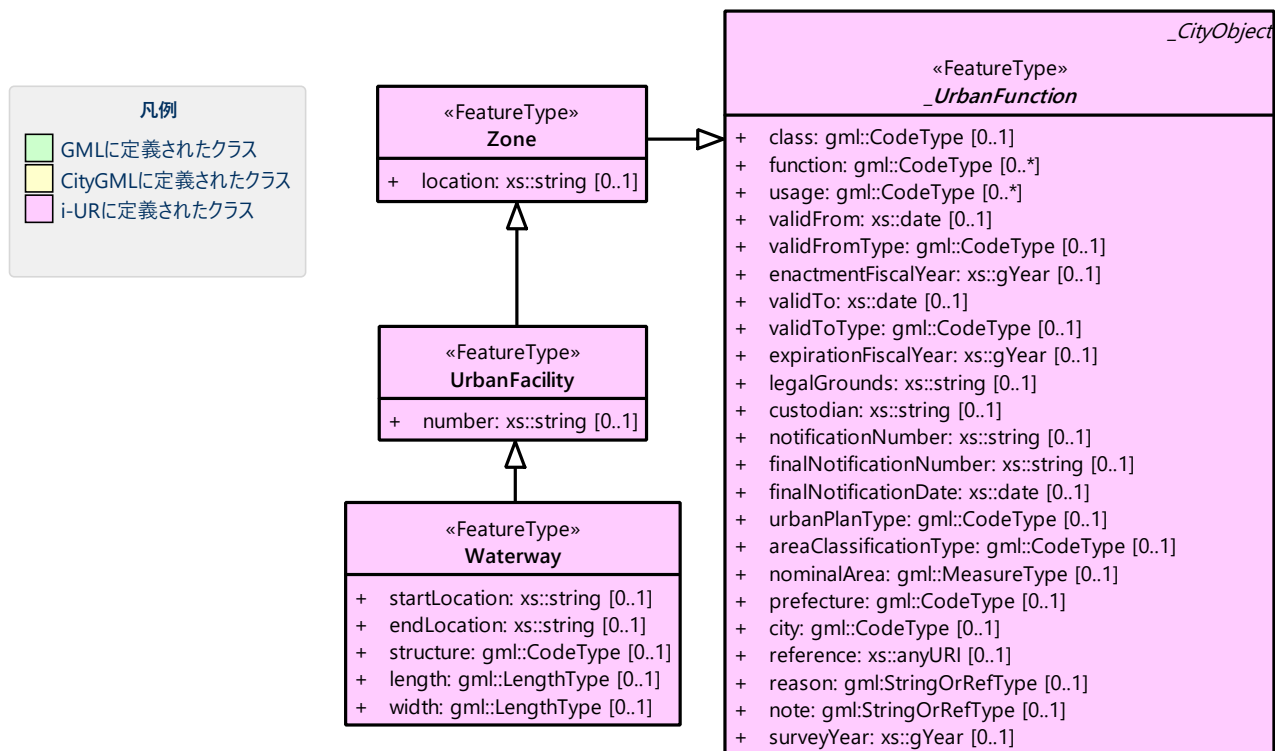 凡例
GMLに定義されたクラス
CityGMLに定義されたクラス
i-URに定義されたクラス
«FeatureType»
Zone
+ location: xs::string [0..1]
«FeatureType»
UrbanFacility
+ number: xs::string [0..1]
«FeatureType»
Waterway
+ startLocation: xs::string [0..1]
+ endLocation: xs::string [0..1]
+ structure: gml::CodeType [0..1]
+ length: gml::LengthType [0..1]
+ width: gml::LengthType [0..1]
_CityObject
«FeatureType»
_UrbanFunction
+ class: gml::CodeType [0..1]
+ function: gml::CodeType [0..*]
+ usage: gml::CodeType [0..*]
+ validFrom: xs::date [0..1]
+ validFromType: gml::CodeType [0..1]
+ enactmentFiscalYear: xs::gYear [0..1]
+ validTo: xs::date [0..1]
+ validToType: gml::CodeType [0..1]
+ expirationFiscalYear: xs::gYear [0..1]
+ legalGrounds: xs::string [0..1]
+ custodian: xs::string [0..1]
+ notificationNumber: xs::string [0..1]
+ finalNotificationNumber: xs::string [0..1]
+ finalNotificationDate: xs::date [0..1]
+ urbanPlanType: gml::CodeType [0..1]
+ areaClassificationType: gml::CodeType [0..1]
+ nominalArea: gml::MeasureType [0..1]
+ prefecture: gml::CodeType [0..1]
+ city: gml::CodeType [0..1]
+ reference: xs::anyURI [0..1]
+ reason: gml:StringOrRefType [0..1]
+ note: gml:StringOrRefType [0..1]
+ surveyYear: xs::gYear [0..1]